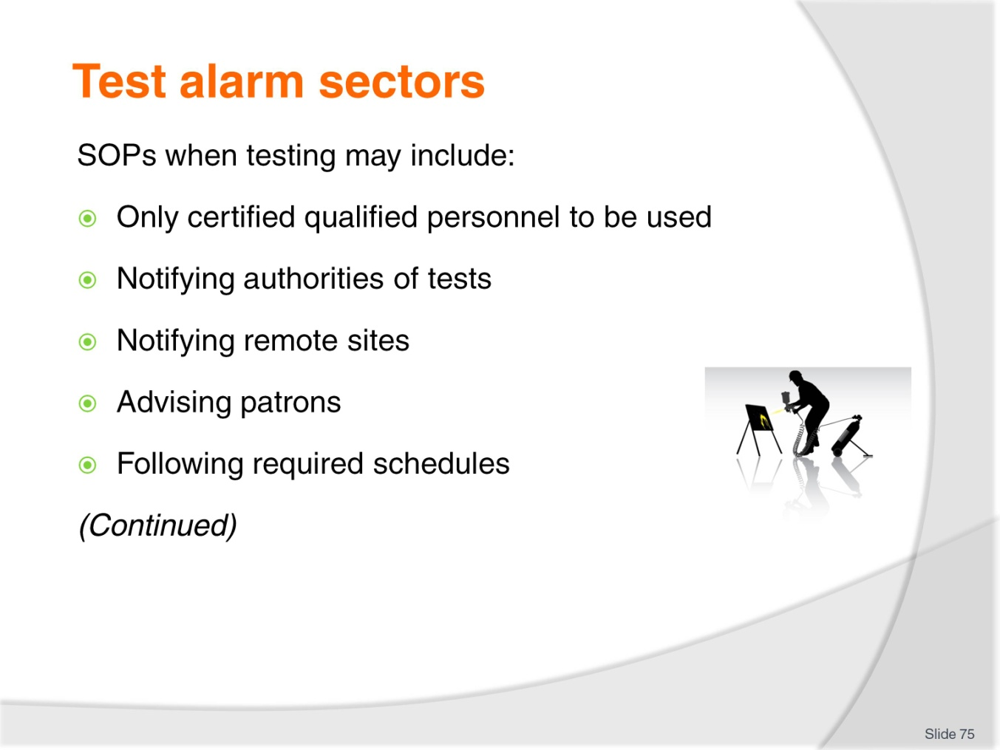 Test alarm sectors
SOPs when testing may include:
Only certified qualified personnel to be used
Notifying authorities of tests
Notifying remote sites
Advising patrons
Following required schedules
(Continued)
Slide 75